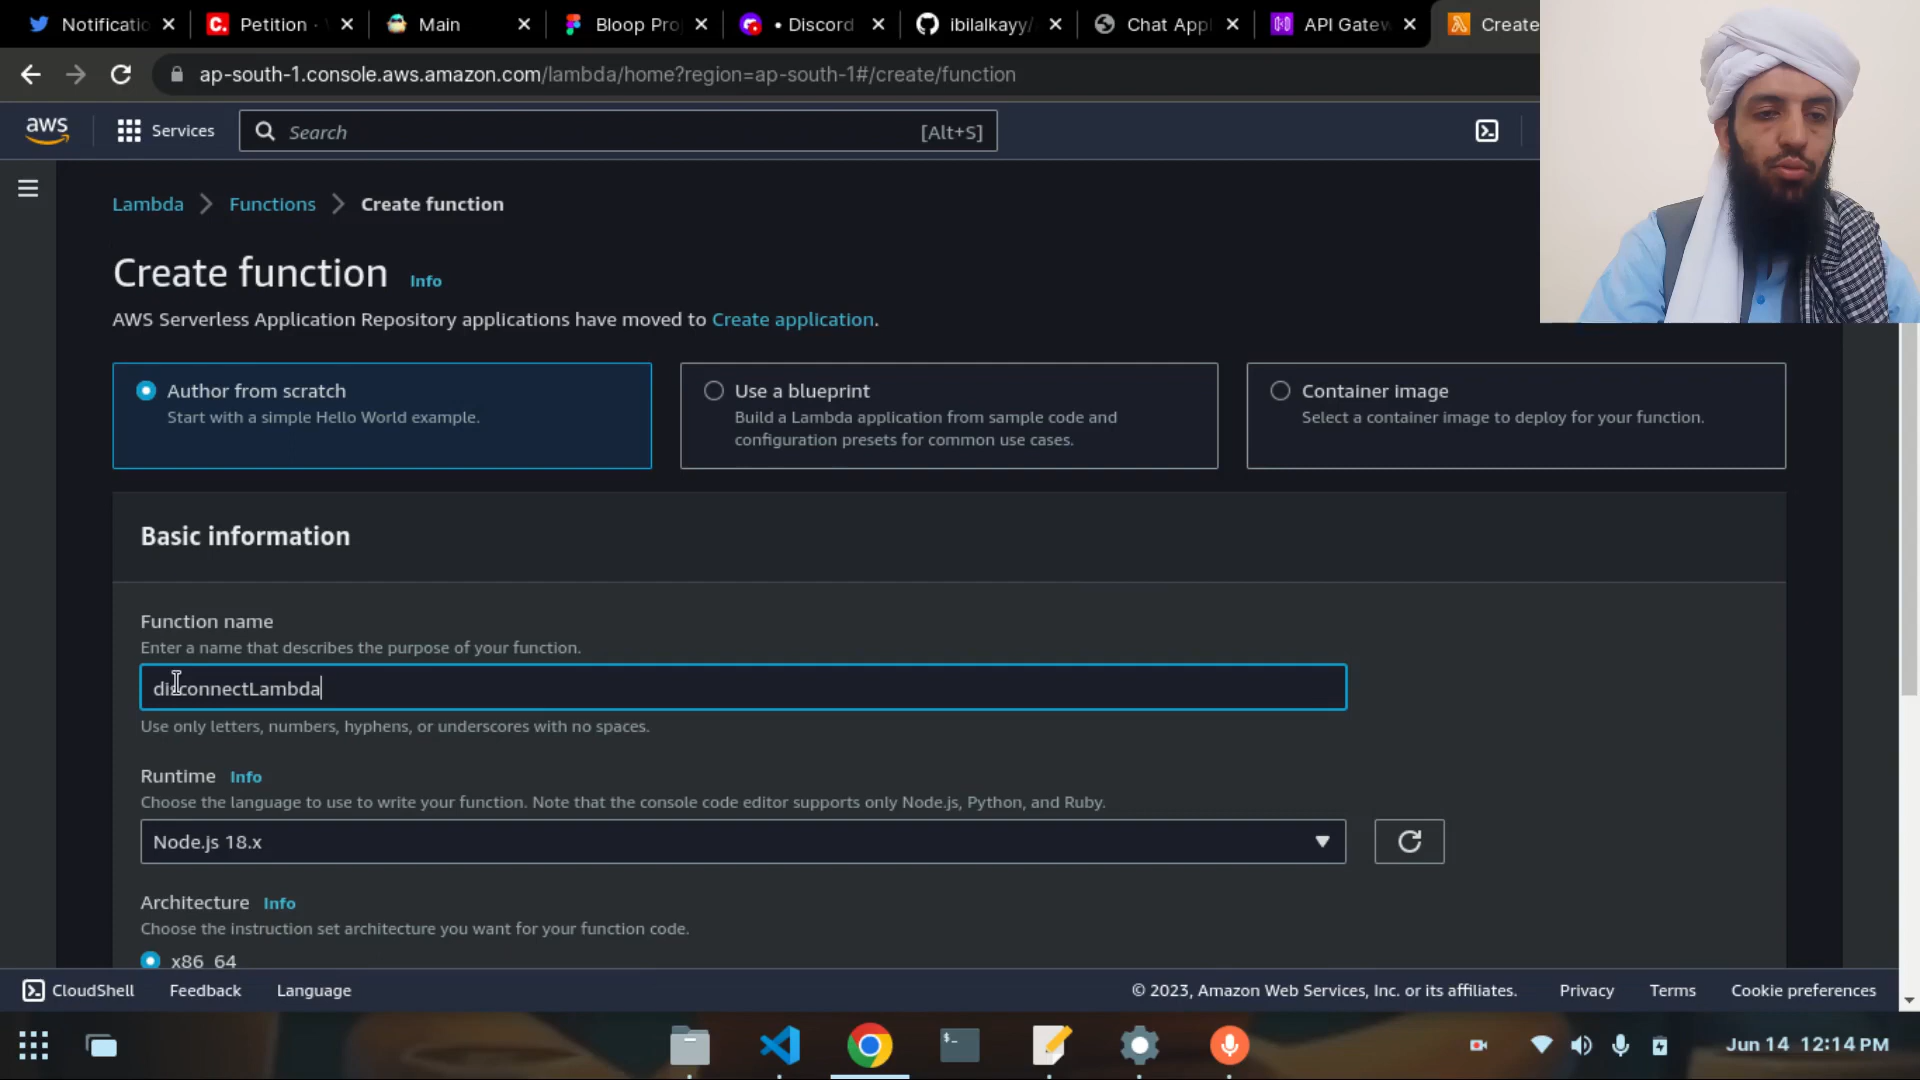 Notificatio
Petition ·
Main
Bloop Pro
• Discord
ibilalkayy/
Chat Appl
API Gatew
Create
ap-south-1.console.aws.amazon.com/lambda/home?region=ap-south-1#/create/function
aws
Services
Search
[Alt+S]
Lambda
Functions
Create function
Create function
Info
AWS Serverless Application Repository applications have moved to Create application.
Author from scratch
Start with a simple Hello World example.
Use a blueprint
Build a Lambda application from sample code and
configuration presets for common use cases.
Container image
Select a container image to deploy for your function.
Basic information
Function name
Enter a name that describes the purpose of your function.
disconnectLambda
Use only letters, numbers, hyphens, or underscores with no spaces.
Runtime Info
Choose the language to use to write your function. Note that the console code editor supports only Node.js, Python, and Ruby.
Node.js 18.x
Architecture Info
Choose the instruction set architecture you want for your function code.
x86_64
CloudShell
Feedback
Language
© 2023, Amazon Web Services, Inc. or its affiliates.
Privacy
Terms
Cookie preferences
Jun 14 12:14 PM